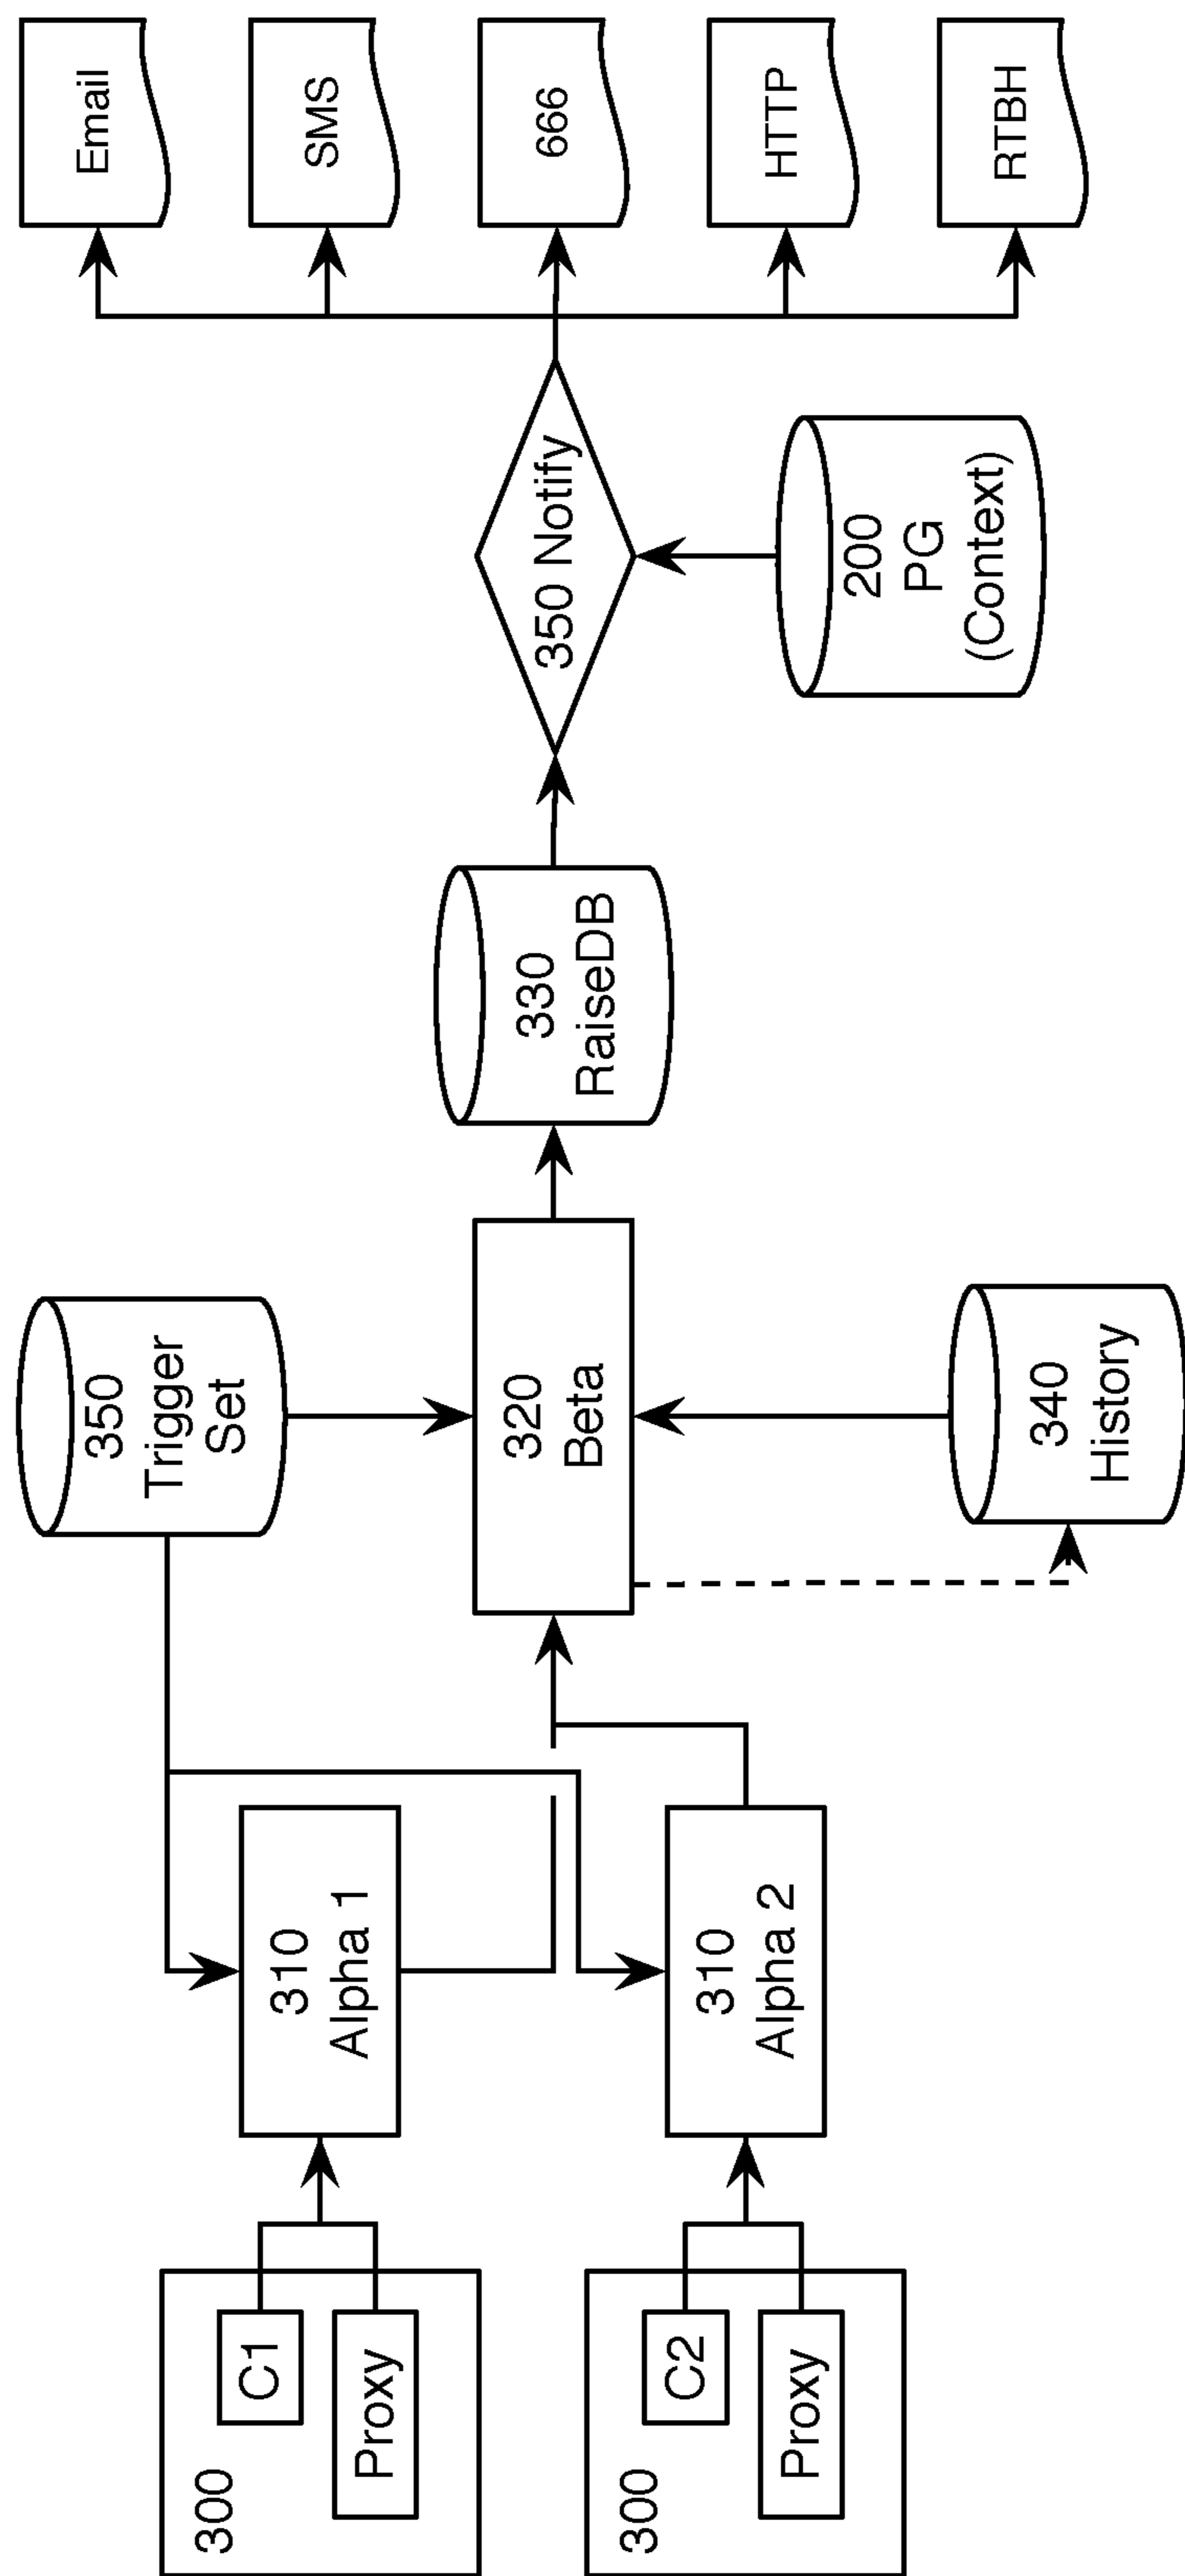 300
C1
Proxy
300
C2
Proxy
310
Alpha 1
310
Alpha 2
350
Trigger
Set
320
Beta
340
History
330
RaiseDB
350 Notify
200
PG
(Context)
Email
SMS
666
HTTP
RTBH